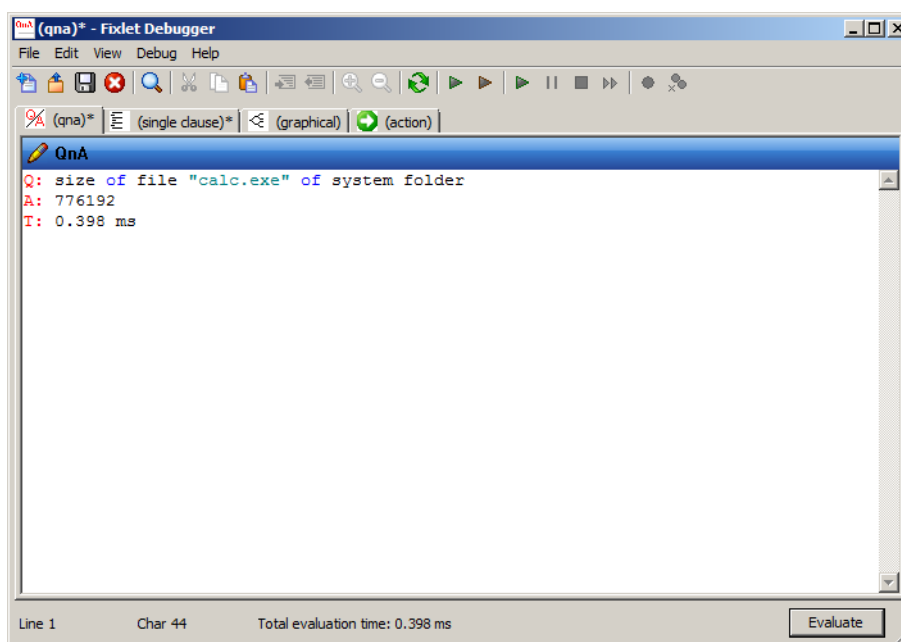 (qna)* - Fixlet Debugger
File Edit View Debug Help
(qna)* (single clause)* (graphical) (action)
QnA
Q: size of file "calc.exe" of system folder
A: 776192
T: 0.398 ms
Line 1 Char 44 Total evaluation time: 0.398 ms Evaluate